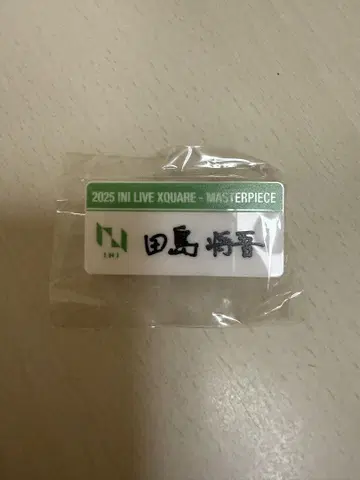 2025 INI LIVE XQUARE - MASTERPIECE
田島 将吾
[INI]